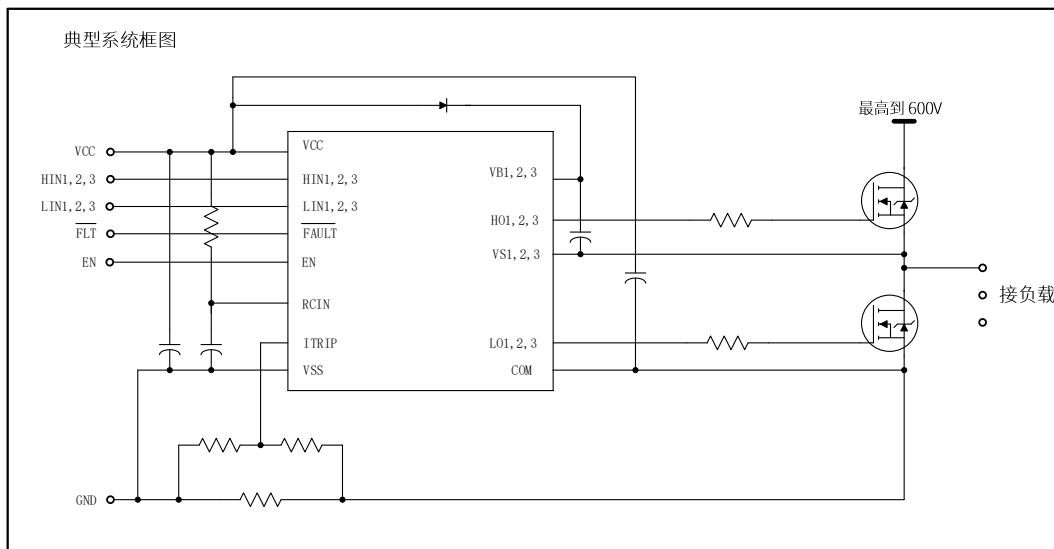 典型系统框图
最高到 600V
VCC
HIN1,2,3
LIN1,2,3
FLT
EN
VCC
HIN1,2,3
LIN1,2,3
FAULT
EN
RCIN
ITRIP
VSS
VB1,2,3
HO1,2,3
VS1,2,3
LO1,2,3
COM
接负载
GND